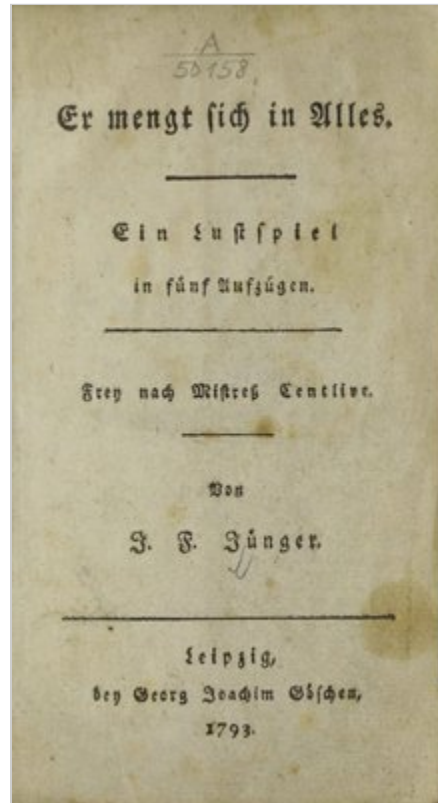 A
50158.
Er mengt sich in Alles.
Ein Lustspiel
in fünf Aufzügen.
Frey nach Mistreß Centlivr.
Von
J. F. Jünger.
Leipzig,
bey Georg Joachim Göschen,
1793.